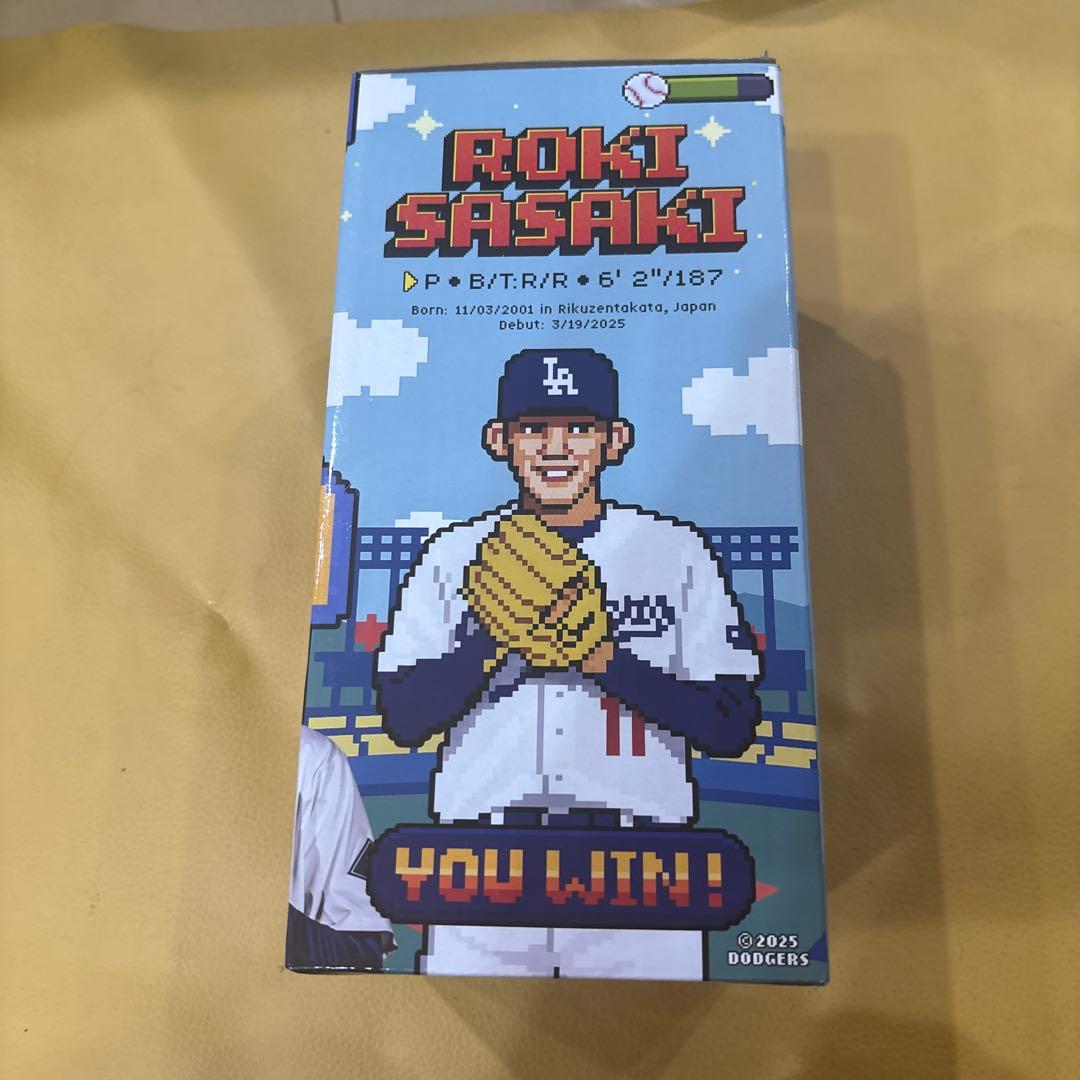 ROKI
SASAKI
P • B/T:R/R • 6' 2"/187
Born: 11/03/2001 in Rikuzentakata, Japan
Debut: 3/19/2025
LA
11
YOU WIN!
© 2025
DODGERS